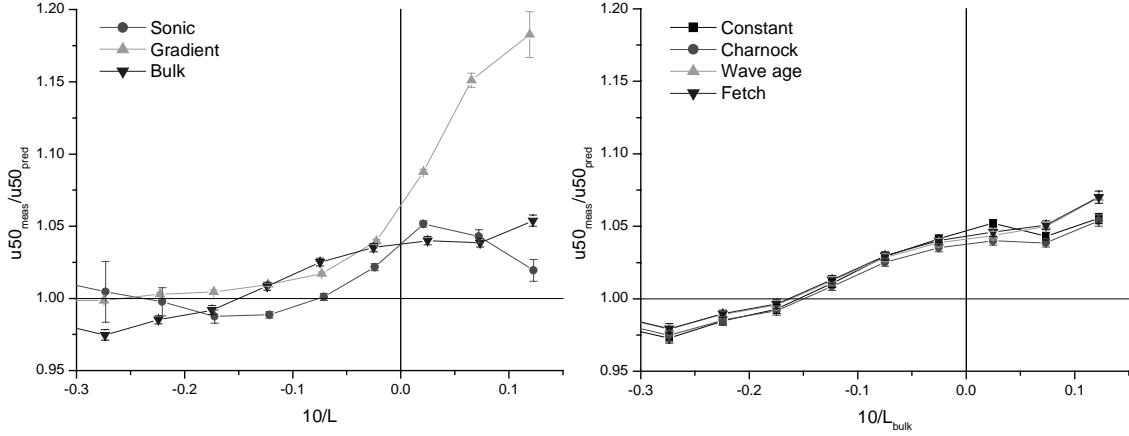 1.20
1.15
1.10
1.05
1.00
0.95
u50meas/u50pred
Sonic
Gradient
Bulk
-0.3 -0.2 -0.1 0.0 0.1
10/L
1.20
1.15
1.10
1.05
1.00
0.95
u50meas/u50pred
Constant
Charnock
Wave age
Fetch
-0.3 -0.2 -0.1 0.0 0.1
10/Lbulk